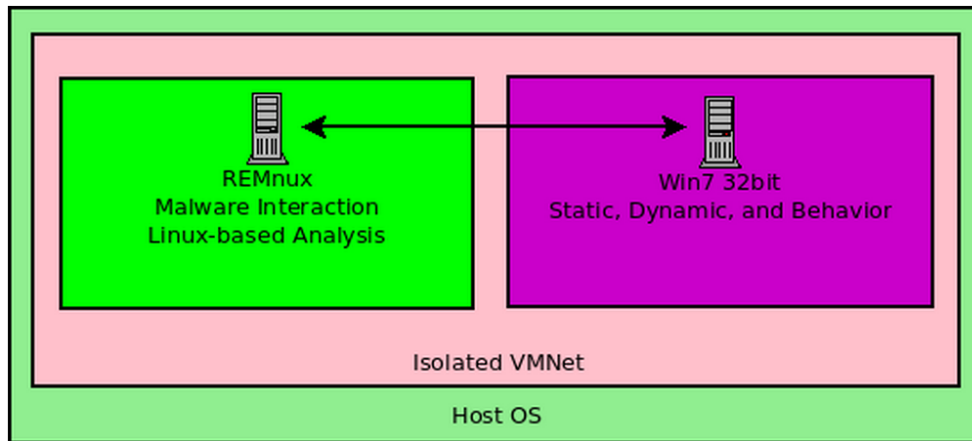 REMnux
Malware Interaction
Linux-based Analysis
Win7 32bit
Static, Dynamic, and Behavior
Isolated VMNet
Host OS